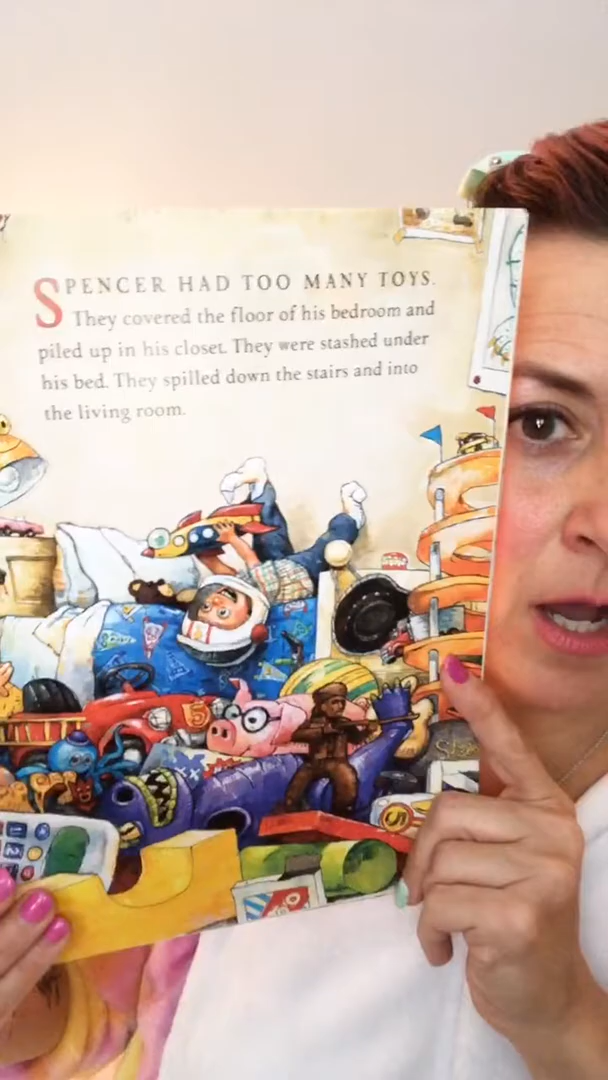 SPENCER HAD TOO MANY TOYS.
They covered the floor of his bedroom and
piled up in his closet. They were stashed under
his bed. They spilled down the stairs and into
the living room.
5